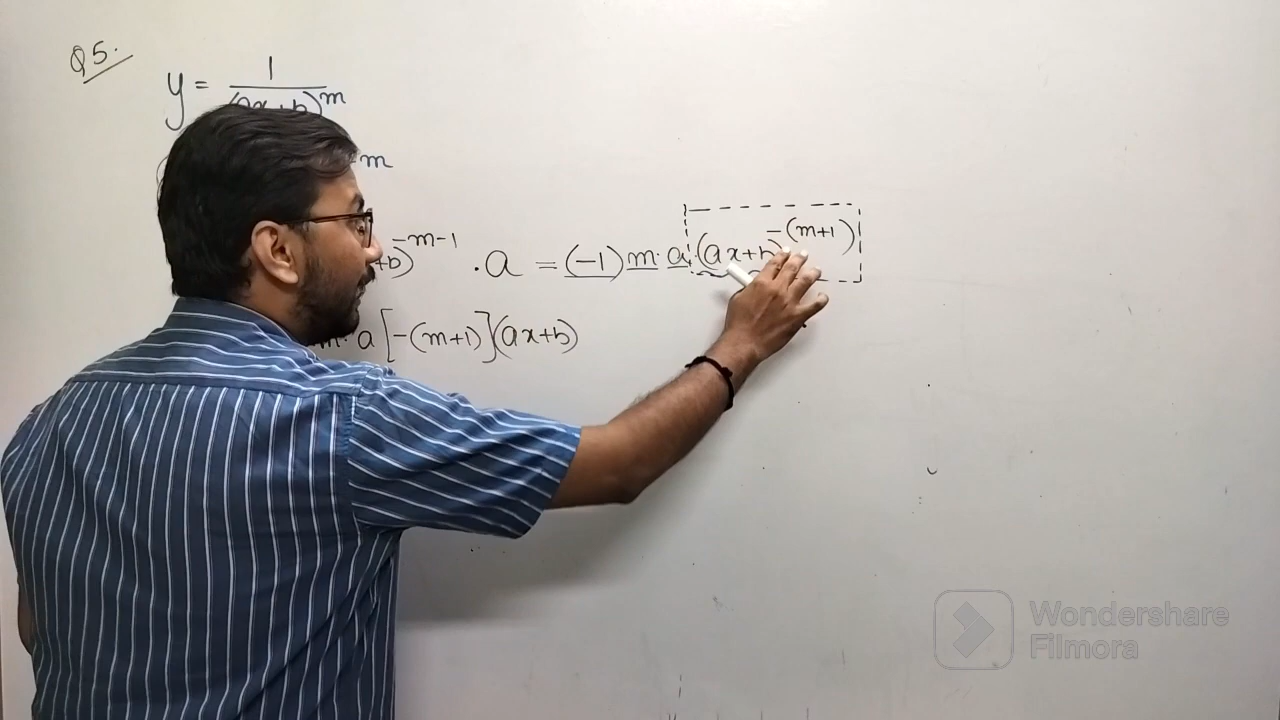 Q5.
y = 1/(ax+b)^m
-m
+b)^{-m-1} . a = (-1) m . a . (ax+b)^{-(m+1)}
m . a [-(m+1)] (ax+b)
Wondershare
Filmora